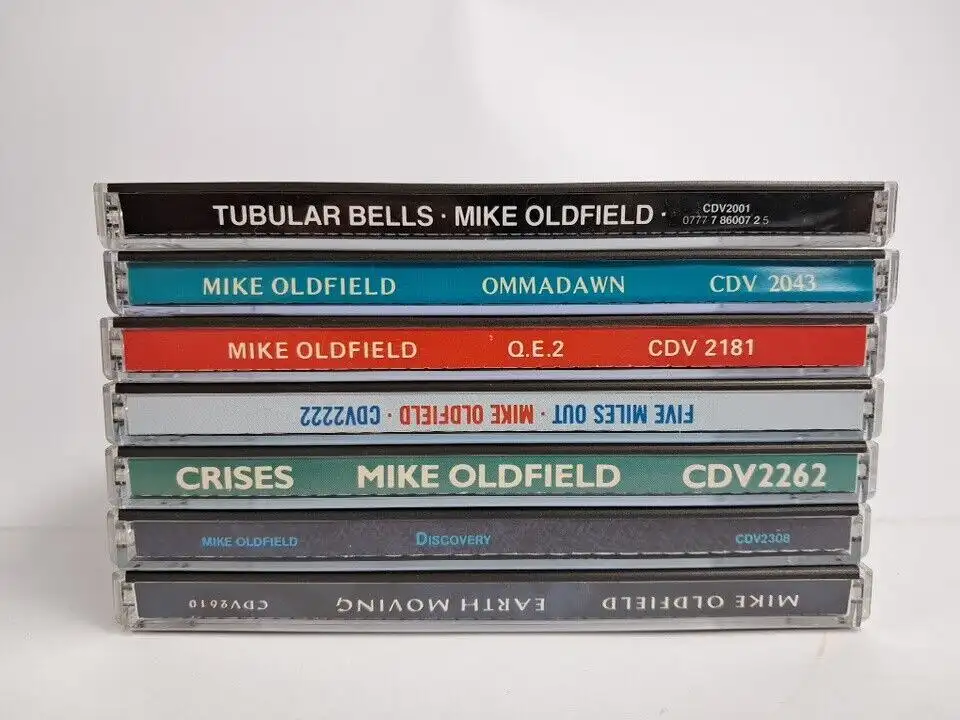 TUBULAR BELLS · MIKE OLDFIELD · CDV2001
0777 7 86007 2 5
MIKE OLDFIELD OMMADAWN CDV 2043
MIKE OLDFIELD Q.E.2 CDV 2181
FIVE MILES OUT · MIKE OLDFIELD · CDV2222
CRISES MIKE OLDFIELD CDV2262
MIKE OLDFIELD DISCOVERY CDV2308
MIKE OLDFIELD EARTH MOVING CDV2610